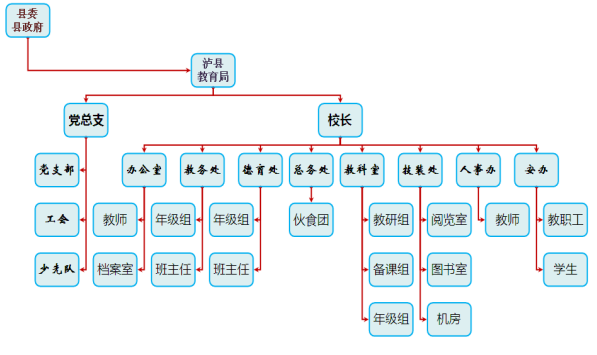 县委
县政府
泸县
教育局
党总支
校长
党支部
办公室
教务处
德育处
总务处
教科室
技装处
人事办
安办
工会
教师
年级组
年级组
伙食团
教研组
阅览室
教师
教职工
少先队
档案室
班主任
班主任
备课组
图书室
学生
年级组
机房